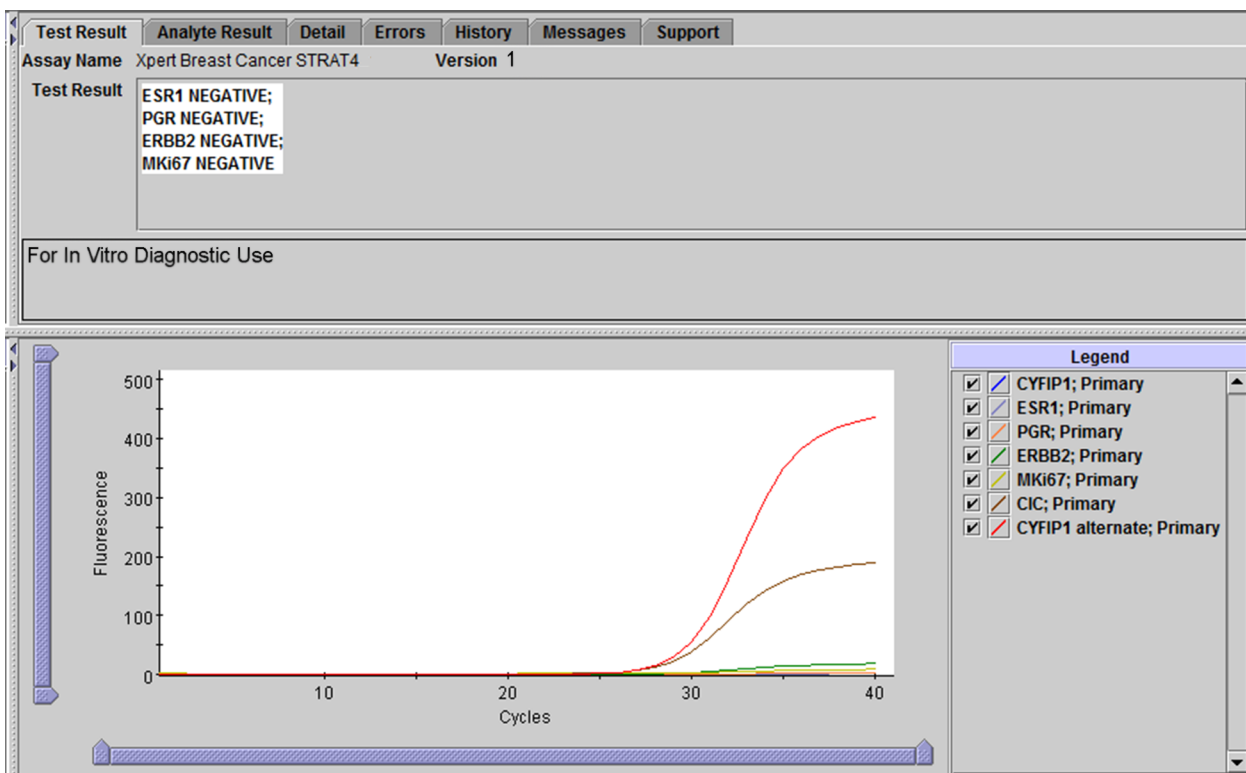 Test Result Analyte Result Detail Errors History Messages Support
Assay Name Xpert Breast Cancer STRAT4 Version 1
Test Result
ESR1 NEGATIVE;
PGR NEGATIVE;
ERBB2 NEGATIVE;
MKi67 NEGATIVE
For In Vitro Diagnostic Use
500
400
300
200
100
0
Fluorescence
10 20 30 40
Cycles
Legend
CYFIP1; Primary
ESR1; Primary
PGR; Primary
ERBB2; Primary
MKi67; Primary
CIC; Primary
CYFIP1 alternate; Primary